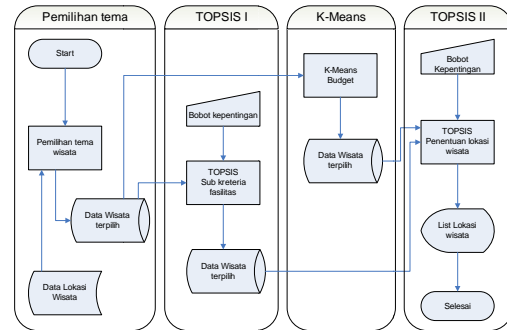 Pemilihan tema
Start
Pemilihan tema
wisata
Data Wisata
terpilih
Data Lokasi
Wisata
TOPSIS I
Bobot kepentingan
TOPSIS
Sub kreteria
fasilitas
Data Wisata
terpilih
K-Means
K-Means
Budget
Data Wisata
terpilih
TOPSIS II
Bobot
Kepentingan
TOPSIS
Penentuan lokasi
wisata
List Lokasi
wisata
Selesai